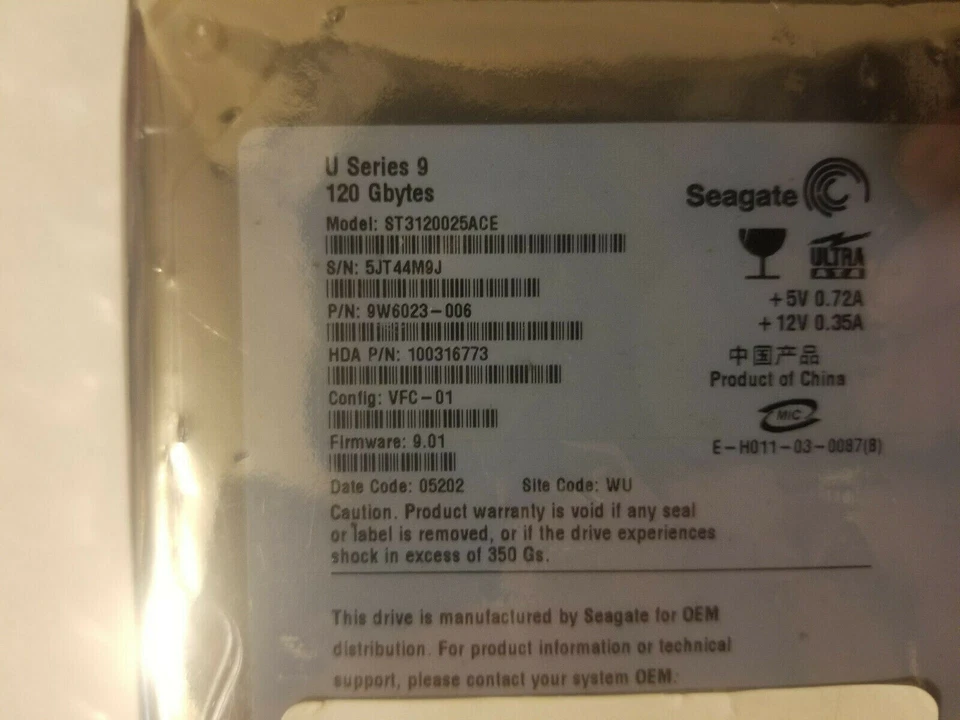 U Series 9
120 Gbytes
Model: ST3120025ACE
S/N: 5JT44M9J
P/N: 9W6023-006
HDA P/N: 100316773
Config: VFC-01
Firmware: 9.01
Date Code: 05202 Site Code: WU
Caution. Product warranty is void if any seal
or label is removed, or if the drive experiences
shock in excess of 350 Gs.
Seagate
ULTRA
ATA
+5V 0.72A
+12V 0.35A
中国产品
Product of China
MIC
E-H011-03-0087(B)
This drive is manufactured by Seagate for OEM
distribution. For product information or technical
support, please contact your system OEM.